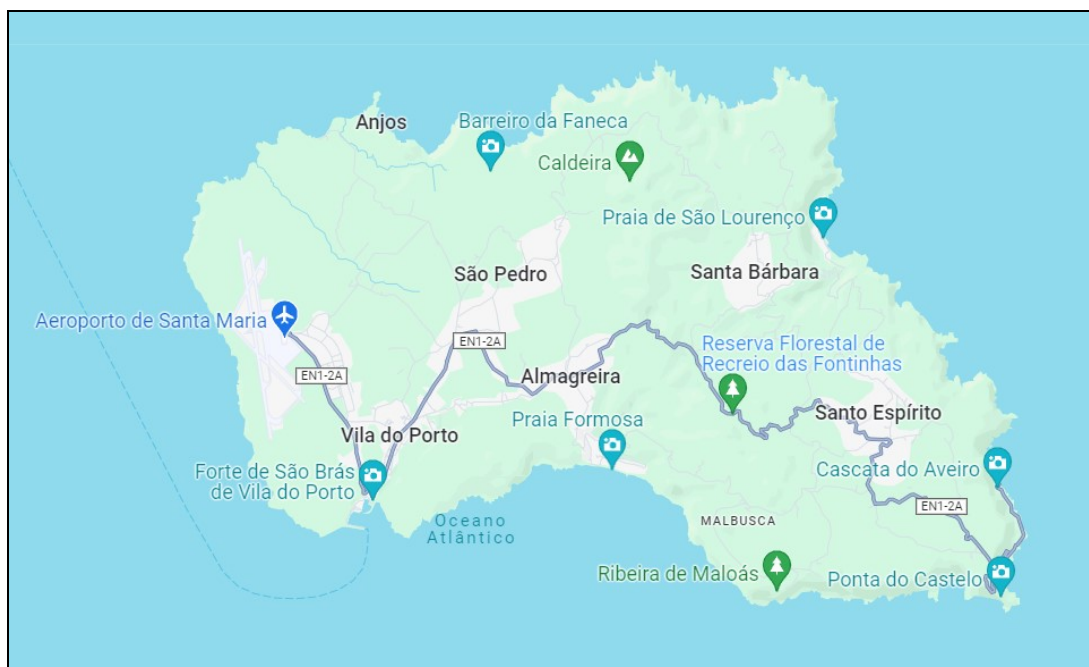 Anjos
Barreiro da Faneca
Caldeira
Praia de São Lourenço
São Pedro
Santa Bárbara
Aeroporto de Santa Maria
EN1-2A
Reserva Florestal de
Recreio das Fontinhas
EN1-2A
Almagreira
Santo Espírito
Praia Formosa
Vila do Porto
Forte de São Brás
de Vila do Porto
Cascata do Aveiro
EN1-2A
Oceano
Atlântico
MALBUSCA
Ribeira de Maloás
Ponta do Castelo